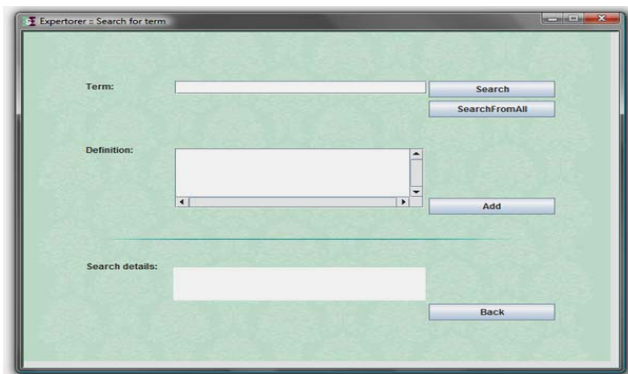 Expertorer :: Search for term
Term:
Search
SearchFromAll
Definition:
Add
Search details:
Back